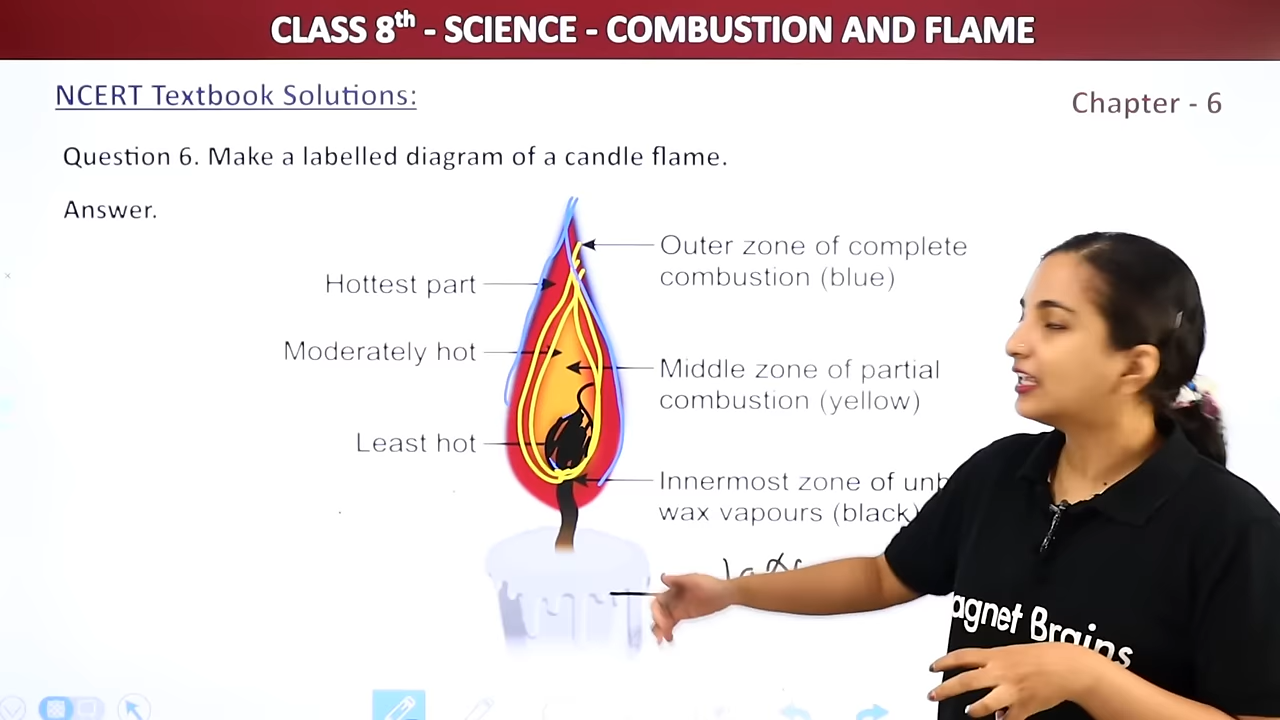 CLASS 8th - SCIENCE - COMBUSTION AND FLAME
NCERT Textbook Solutions:
Chapter - 6
Question 6. Make a labelled diagram of a candle flame.
Answer.
Outer zone of complete
combustion (blue)
Hottest part
Moderately hot
Middle zone of partial
combustion (yellow)
Least hot
Innermost zone of
wax vapours (black)
agnet Brains